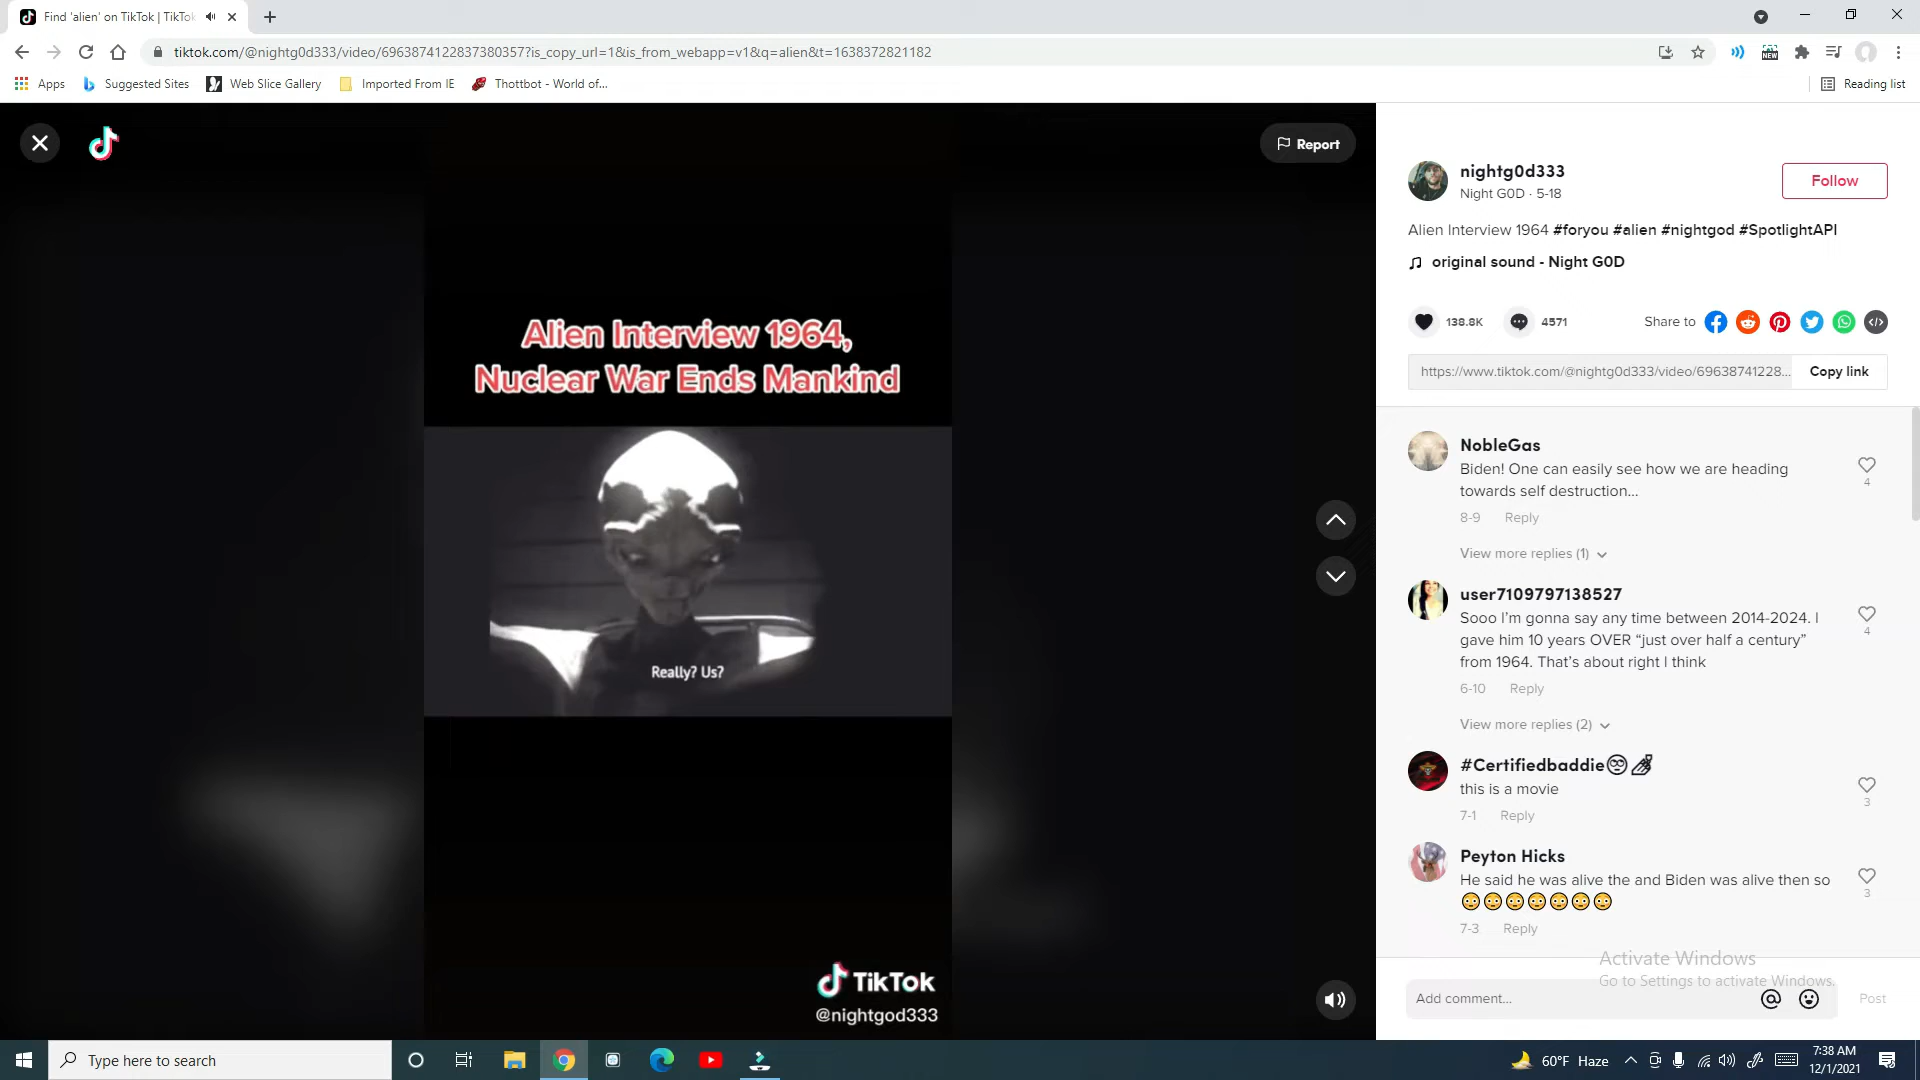 Find 'alien' on TikTok | TikTok
tiktok.com/@nightg0d333/video/6963874122837380357?is_copy_url=1&is_from_webapp=v1&q=alien&t=1638372821182
NEW
Apps
Suggested Sites
Web Slice Gallery
Imported From IE
Thottbot - World of...
Reading list
Report
Alien Interview 1964,
Nuclear War Ends Mankind
Really? Us?
TikTok
@nightgod333
nightg0d333
Night G0D · 5-18
Follow
Alien Interview 1964 #foryou #alien #nightgod #SpotlightAPI
original sound - Night G0D
138.8K
4571
Share to
https://www.tiktok.com/@nightg0d333/video/69638741228...
Copy link
NobleGas
Biden! One can easily see how we are heading
towards self destruction...
4
8-9 Reply
View more replies (1)
user7109797138527
Sooo I'm gonna say any time between 2014-2024. I
gave him 10 years OVER "just over half a century"
from 1964. That's about right I think
4
6-10 Reply
View more replies (2)
#Certifiedbaddie😔💅
this is a movie
3
7-1 Reply
Peyton Hicks
He said he was alive the and Biden was alive then so
😳😳😳😳😳😳😳
3
7-3 Reply
Activate Windows
Go to Settings to activate Windows.
Add comment...
Post
Type here to search
60°F Haze
7:38 AM
12/1/2021